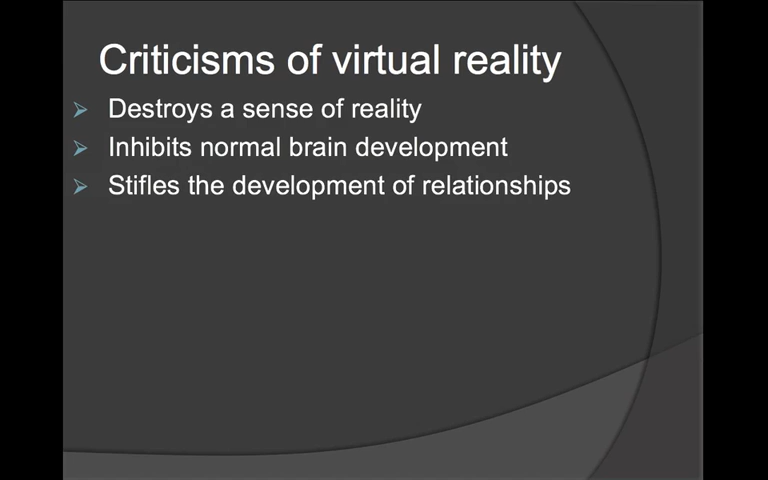 Criticisms of virtual reality
Destroys a sense of reality
Inhibits normal brain development
Stifles the development of relationships